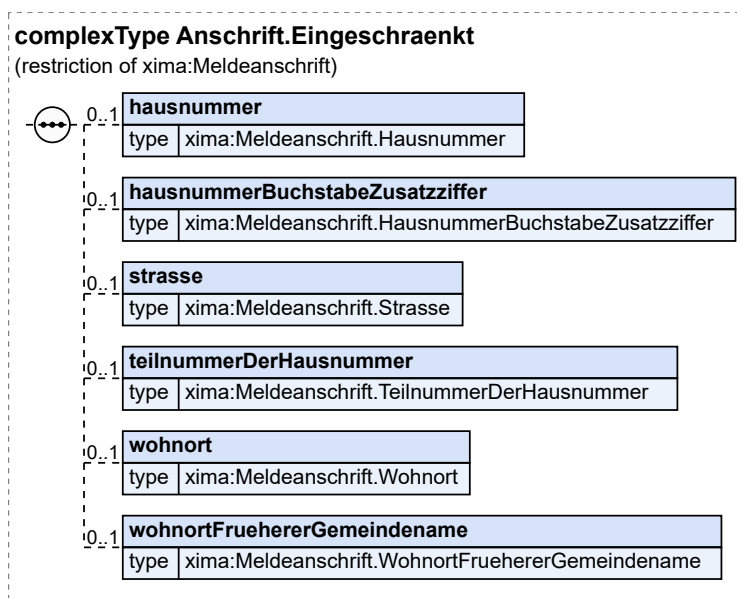 complexType Anschrift.Eingeschraenkt
(restriction of xima:Meldeanschrift)
0..1 hausnummer
type xima:Meldeanschrift.Hausnummer
0..1 hausnummerBuchstabeZusatzziffer
type xima:Meldeanschrift.HausnummerBuchstabeZusatzziffer
0..1 strasse
type xima:Meldeanschrift.Strasse
0..1 teilnummerDerHausnummer
type xima:Meldeanschrift.TeilnummerDerHausnummer
0..1 wohnort
type xima:Meldeanschrift.Wohnort
0..1 wohnortFruehererGemeindename
type xima:Meldeanschrift.WohnortFruehererGemeindename